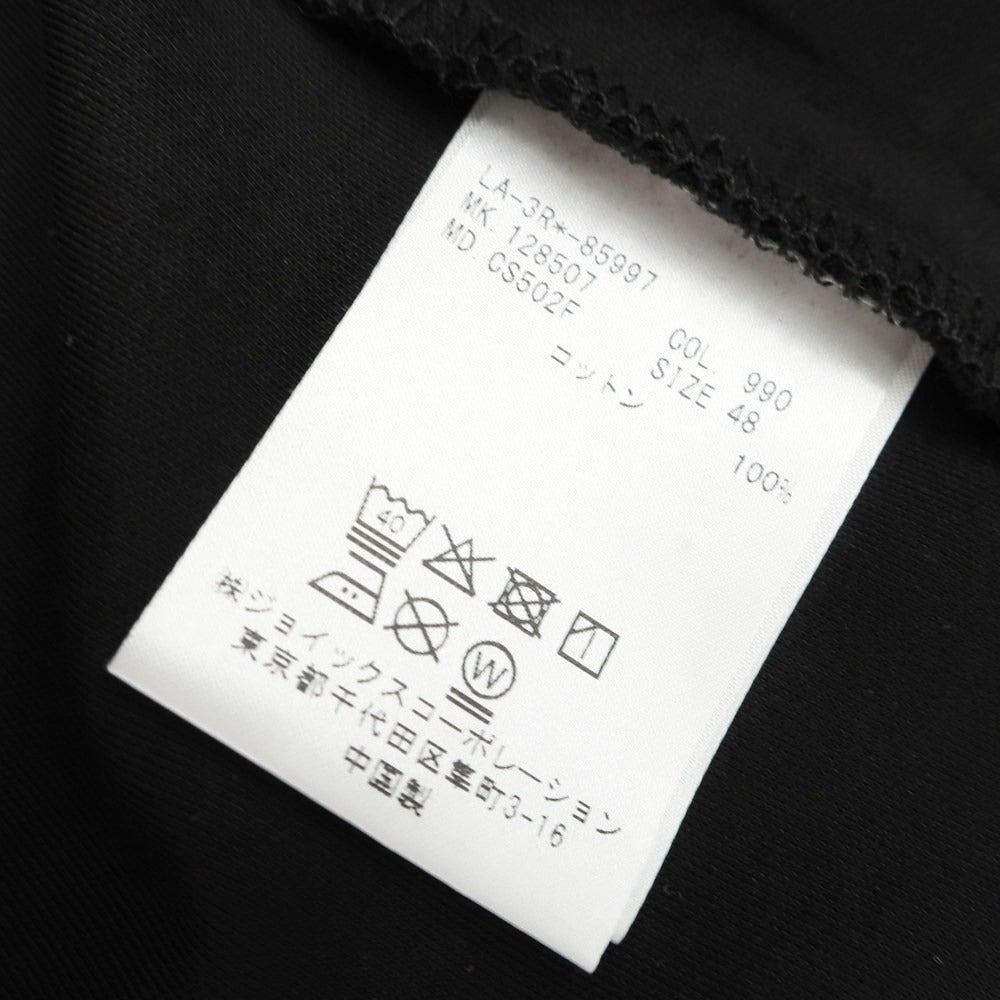 LA-3R*-85997
MK. 128507
MD. CS502F
COL. 990
SIZE 48
コットン 100%
40
W
㈱ジョイックスコーポレーション
東京都千代田区隼町3-16
中国製